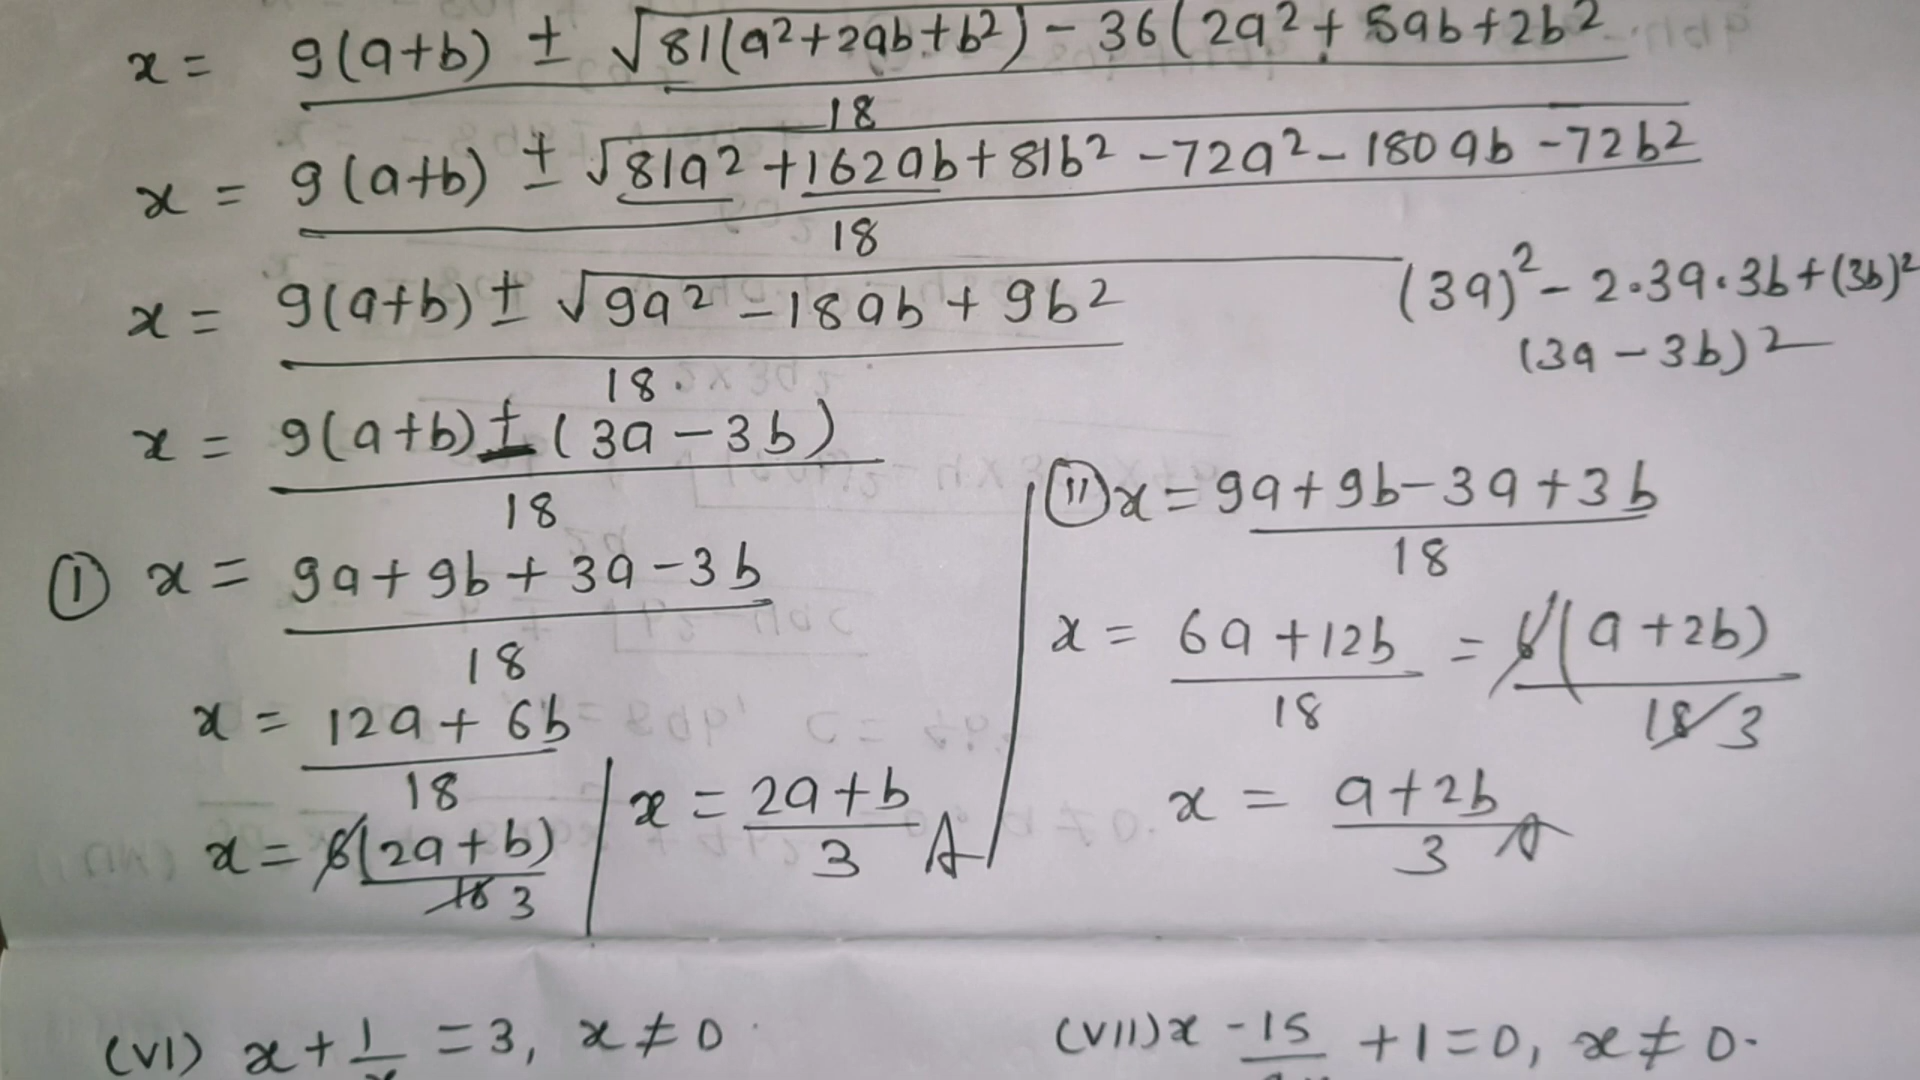 x = 9(a+b) ± √81(a²+2ab+b²) - 36(2a²+5ab+2b²
18
x = 9(a+b) ± √81a²+162ab+81b²-72a²-180ab-72b²
18
x = 9(a+b) ± √9a²-18ab+9b²
18
(3a)²-2·3a·3b+(3b)²
(3a-3b)²
x = 9(a+b) ± (3a-3b)
18
(I) x = 9a+9b+3a-3b
18
x = 12a+6b
18
x = 6(2a+b)
18 3
x = 2a+b
3
(II) x = 9a+9b-3a+3b
18
x = 6a+12b = 6(a+2b)
18 18 3
x = a+2b
3
(VI) x + 1 = 3, x ≠ 0
x
(VII) x - 15 + 1 = 0, x ≠ 0.